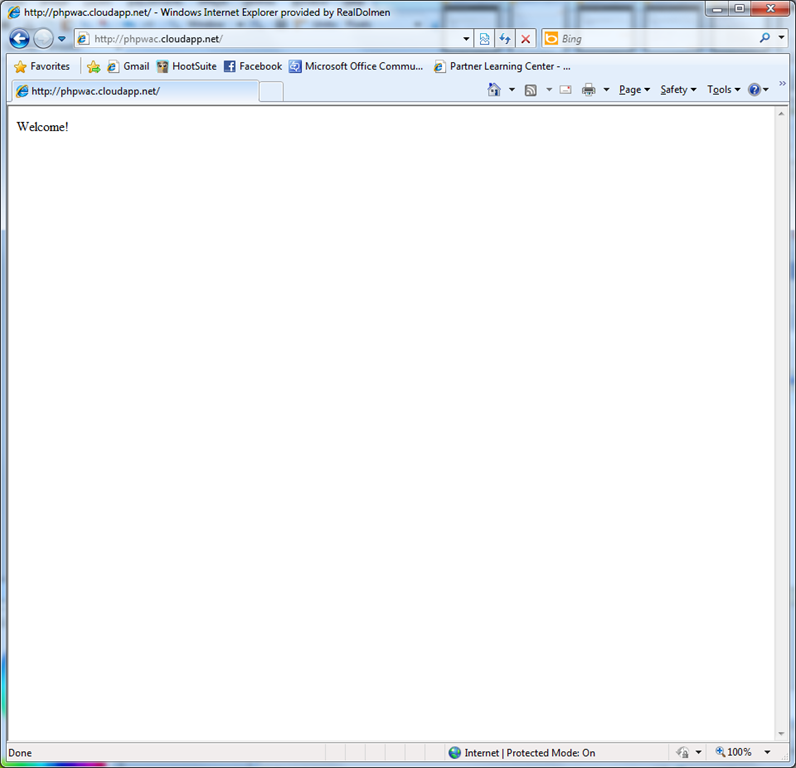 http://phpwac.cloudapp.net/ - Windows Internet Explorer provided by RealDolmen
http://phpwac.cloudapp.net/ Bing
Favorites Gmail HootSuite Facebook Microsoft Office Commu... Partner Learning Center - ...
http://phpwac.cloudapp.net/ Page Safety Tools
Welcome!
Done Internet | Protected Mode: On 100%